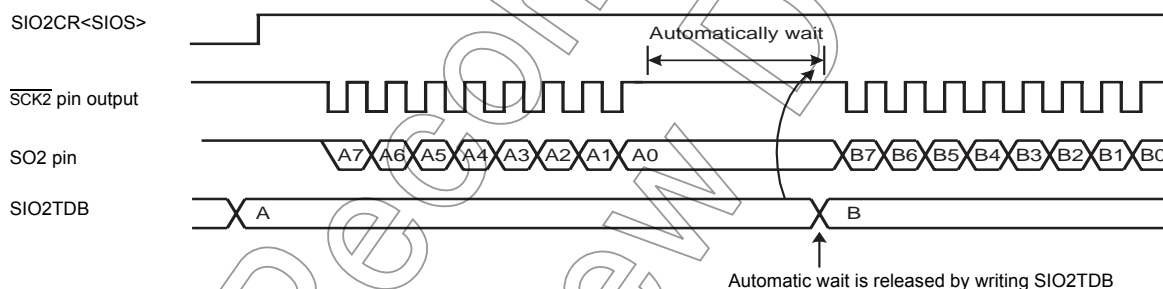 SIO2CR<SIOS>
Automatically wait
SCK2 pin output
SO2 pin
A7 A6 A5 A4 A3 A2 A1 A0 B7 B6 B5 B4 B3 B2 B1 B0
SIO2TDB
A B
Automatic wait is released by writing SIO2TDB